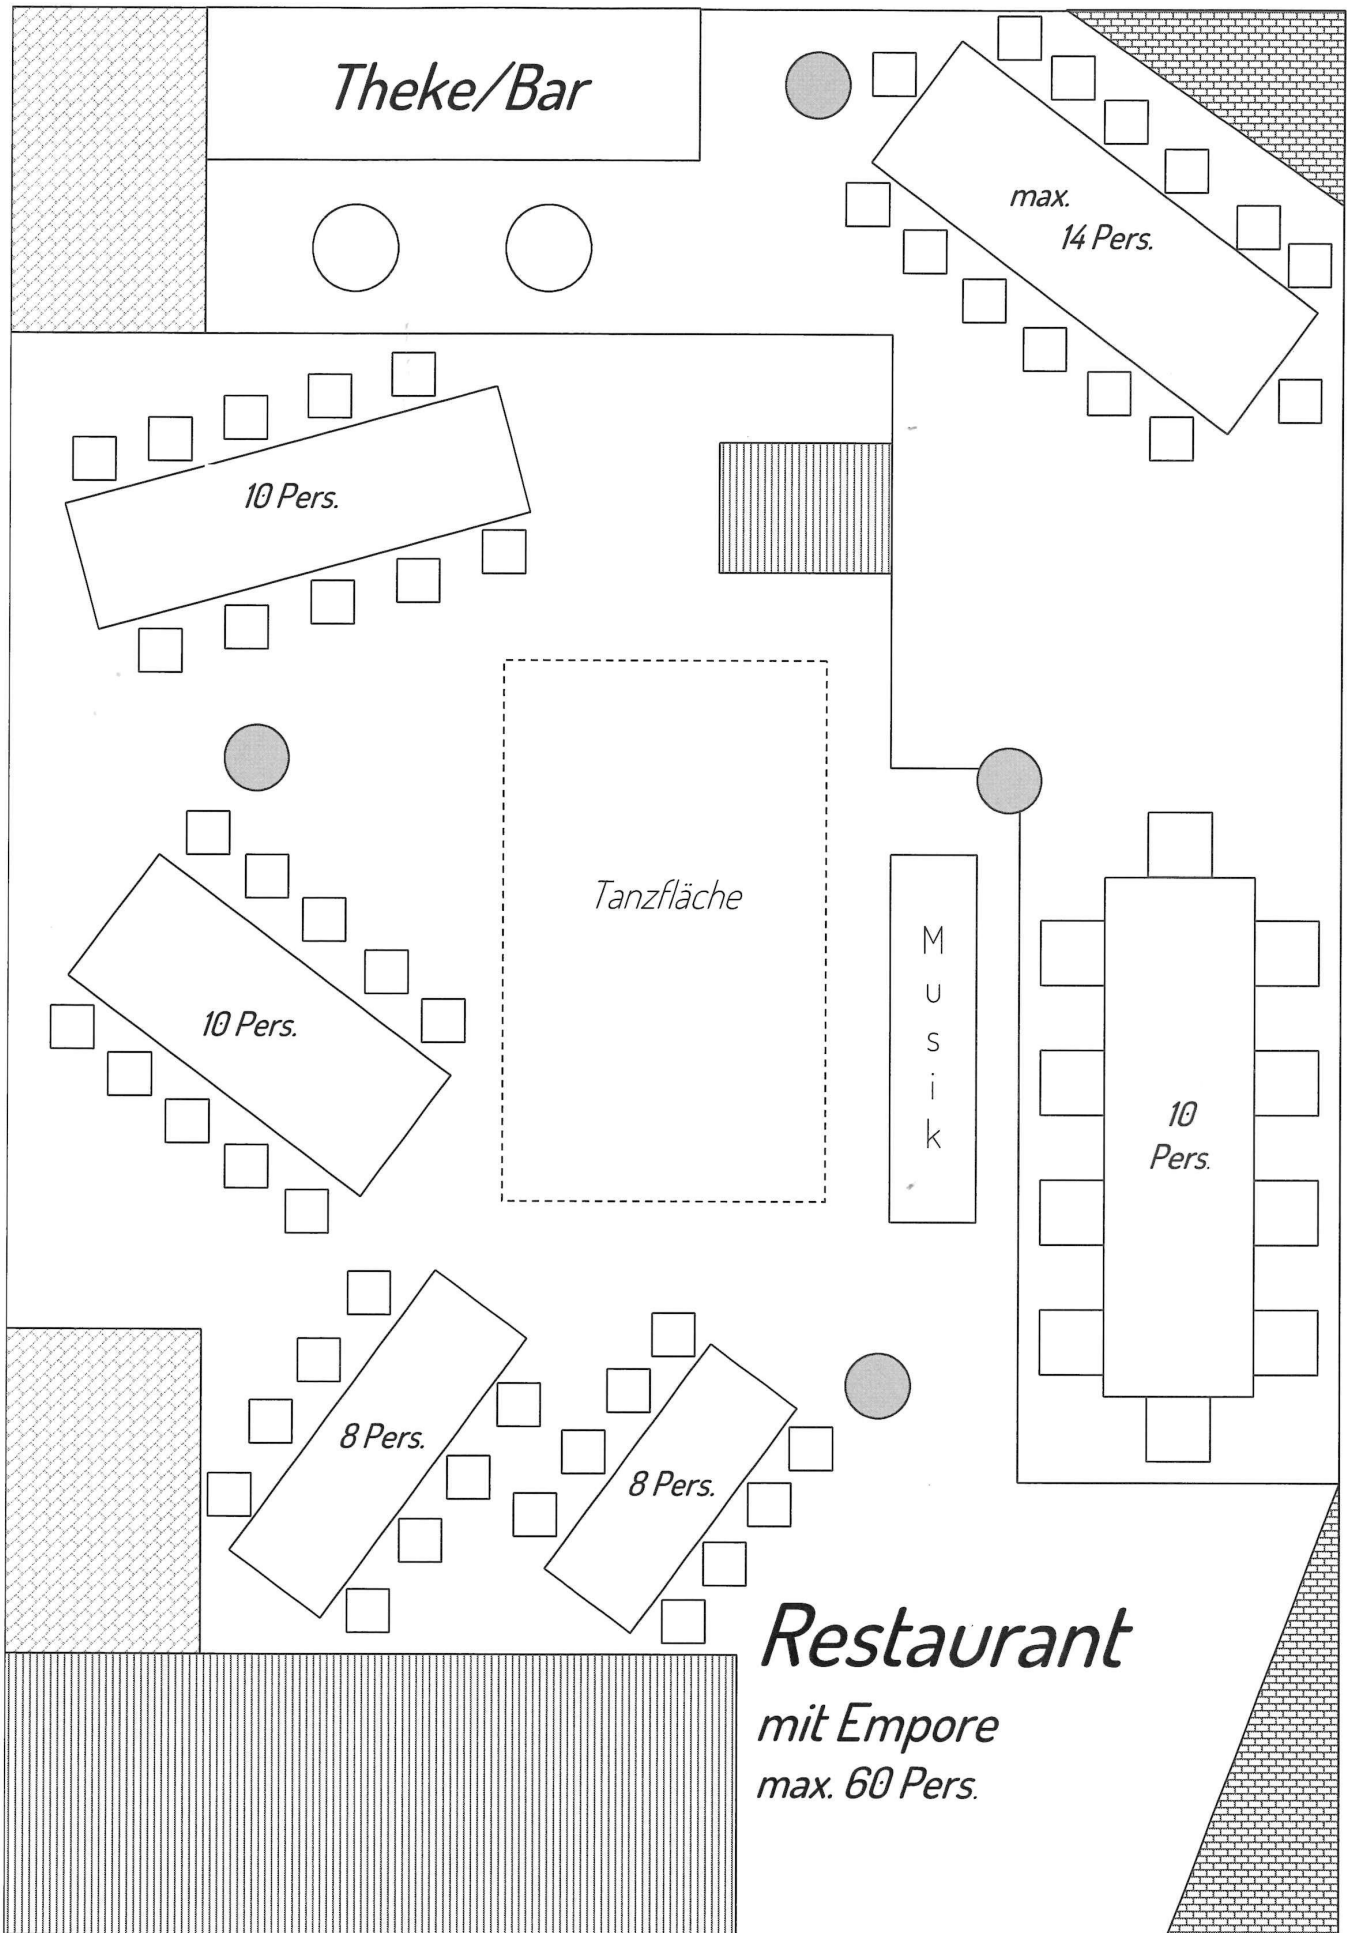 Theke/Bar
max.
14 Pers.
10 Pers.
Tanzfläche
M
u
s
i
k
10 Pers.
10
Pers.
8 Pers.
8 Pers.
Restaurant
mit Empore
max. 60 Pers.